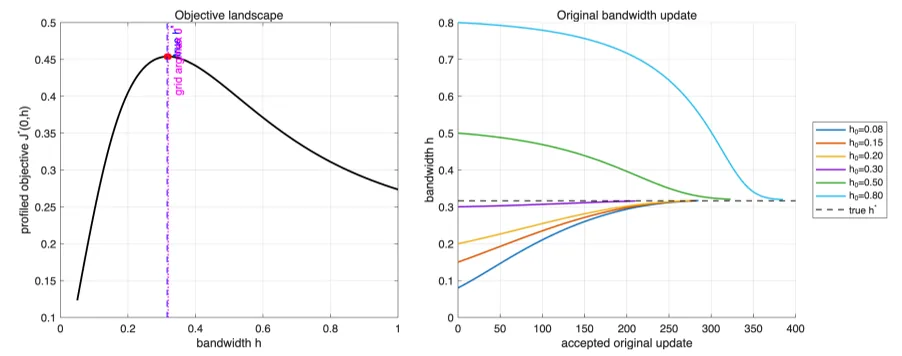 Objective landscape
0.5
0.45
0.4
0.35
0.3
0.25
0.2
0.15
0.1
0
0.2
0.4
0.6
0.8
1
profiled objective J*(0,h)
bandwidth h
true h*
Original bandwidth update
0.8
0.7
0.6
0.5
0.4
0.3
0.2
0.1
0
0
50
100
150
200
250
300
350
400
bandwidth h
accepted original update
h0=0.08
h0=0.15
h0=0.20
h0=0.30
h0=0.50
h0=0.80
true h*